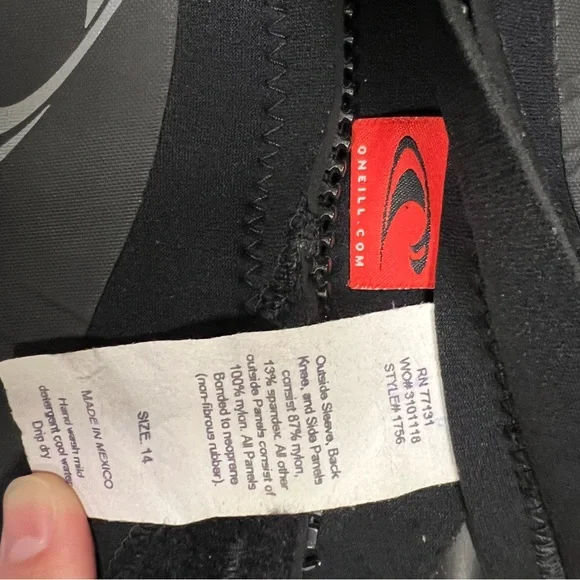 ONEILL.COM
RN 77131
WO# 3101118
STYLE# 1756
Outside Sleeve, Back
Knee, and Side Panels
consist 87% nylon,
13% spandex. All other
outside Panels consist of
100% nylon. All Panels
Bonded to neoprene
(non-fibrous rubber).
SIZE. 14
MADE IN MEXICO
Hand wash mild
detergent cool water
Drip dry